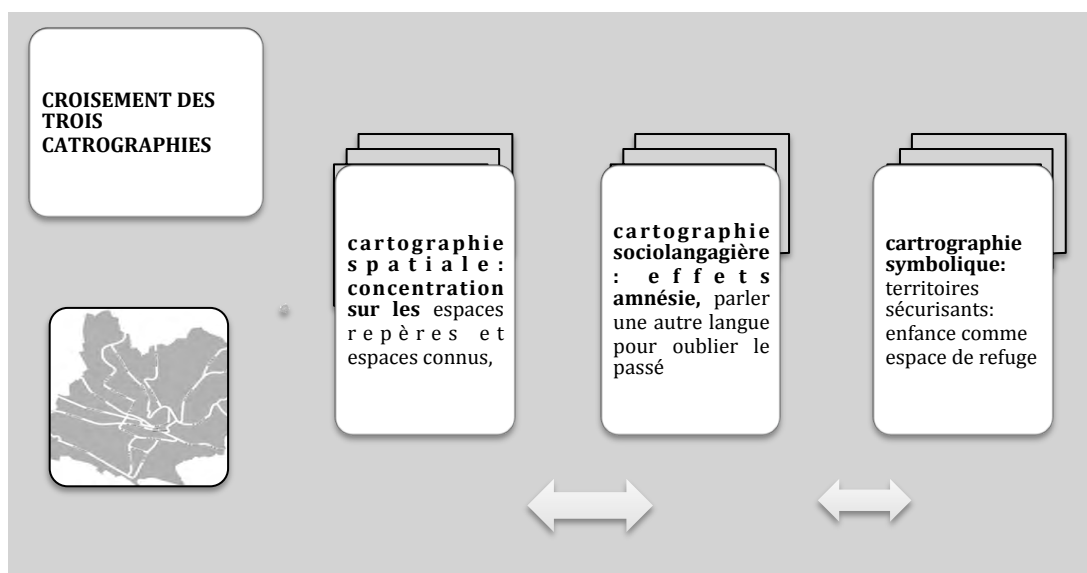 CROISEMENT DES
TROIS
CATROGRAPHIES
cartographie
spatiale:
concentration
sur les espaces
repères et
espaces connus,
cartographie
sociolangagière
: effets
amnésie, parler
une autre langue
pour oublier le
passé
cartrographie
symbolique:
territoires
sécurisants:
enfance comme
espace de refuge